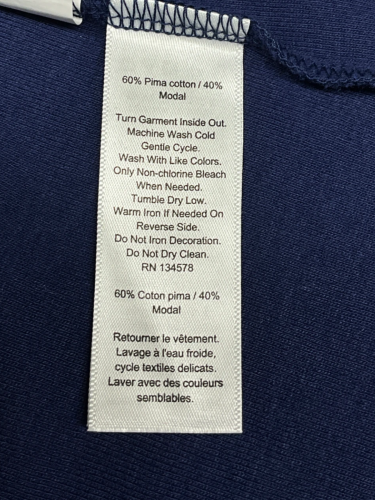 60% Pima cotton / 40%
Modal
Turn Garment Inside Out.
Machine Wash Cold
Gentle Cycle.
Wash With Like Colors.
Only Non-chlorine Bleach
When Needed.
Tumble Dry Low.
Warm Iron If Needed On
Reverse Side.
Do Not Iron Decoration.
Do Not Dry Clean.
RN 134578
60% Coton pima / 40%
Modal
Retourner le vêtement.
Lavage à l'eau froide,
cycle textiles delicats.
Laver avec des couleurs
semblables.